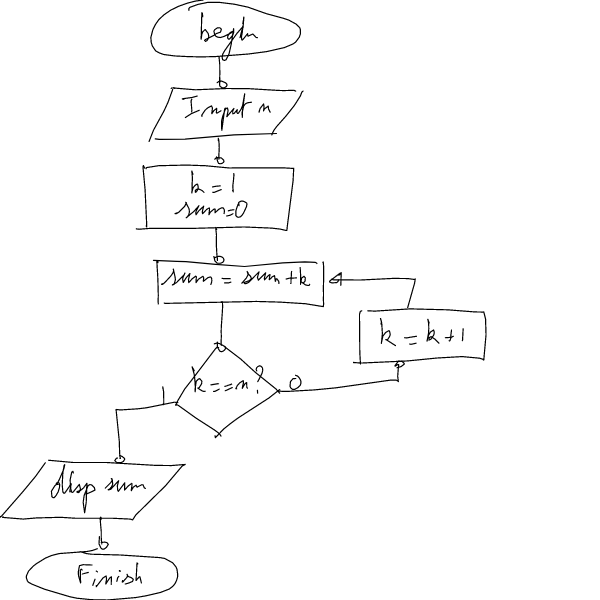 begin
Input n
k = 1
sum=0
sum = sum + k
k = k + 1
k == n?
0
1
disp sum
Finish